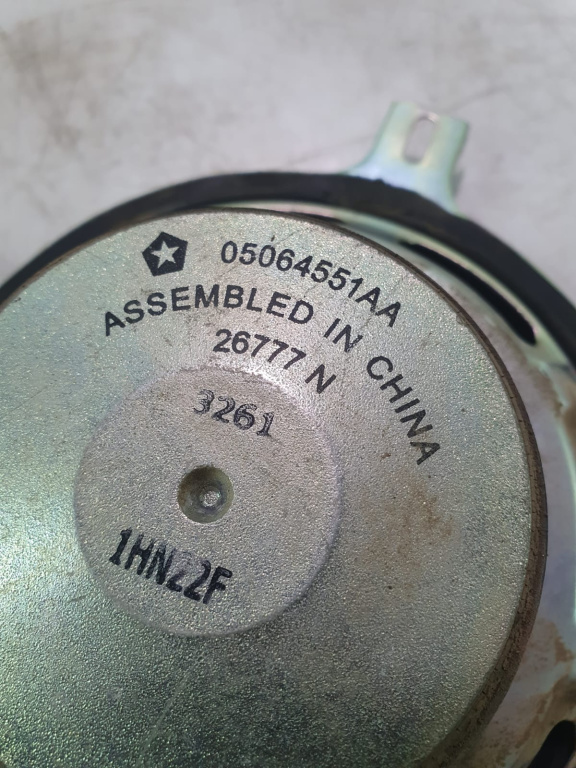 05064551AA
ASSEMBLED IN CHINA
26777 N
3261
1HN22F